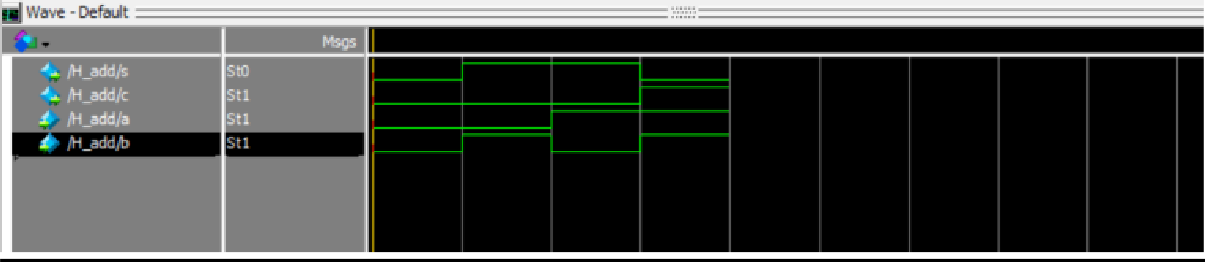 Wave - Default
Msgs
/H_add/s St0
/H_add/c St1
/H_add/a St1
/H_add/b St1